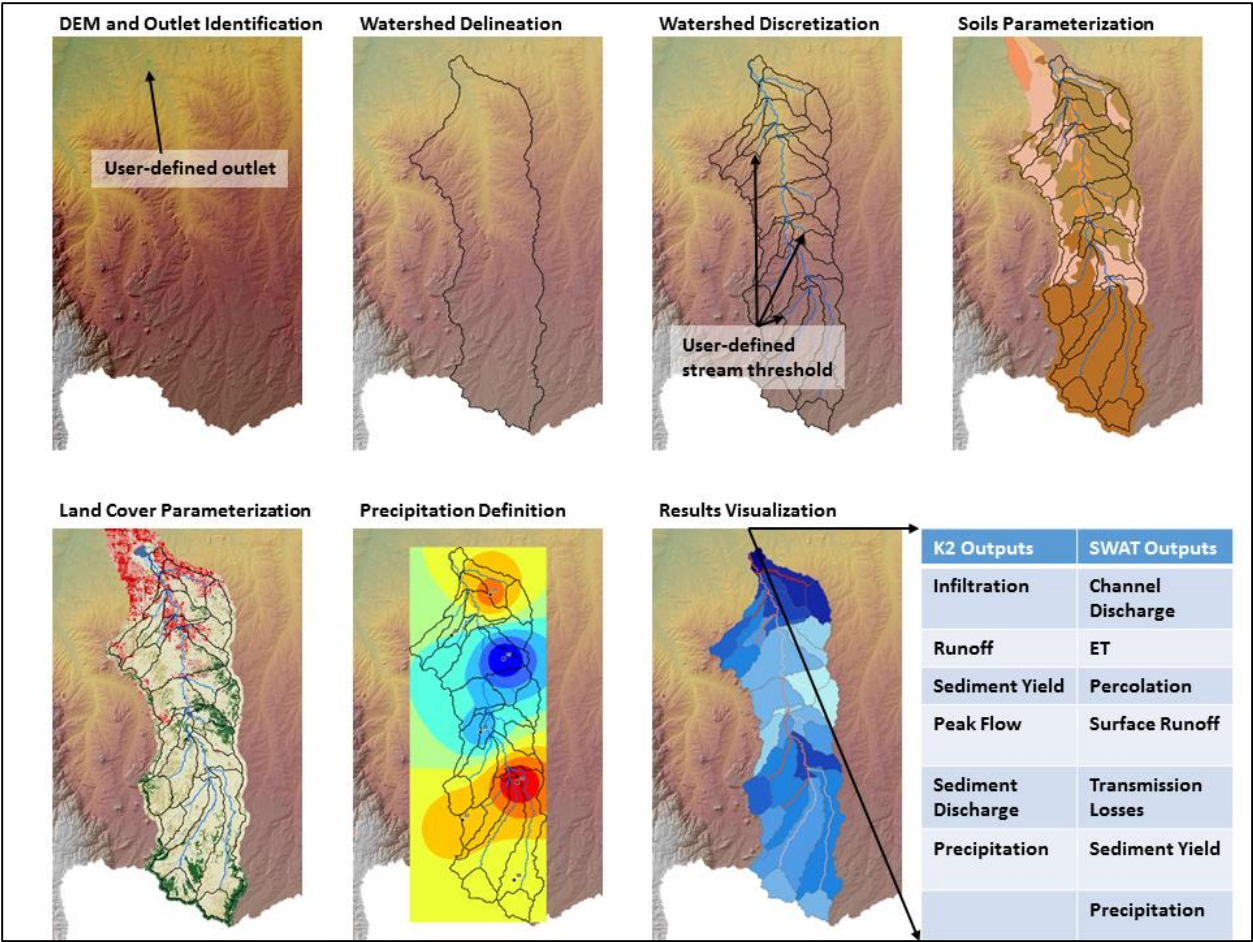 DEM and Outlet Identification
Watershed Delineation
Watershed Discretization
Soils Parameterization
User-defined outlet
User-defined
stream threshold
Land Cover Parameterization
Precipitation Definition
Results Visualization
K2 Outputs
SWAT Outputs
Infiltration
Channel
Discharge
Runoff
ET
Sediment Yield
Percolation
Peak Flow
Surface Runoff
Sediment
Discharge
Transmission
Losses
Precipitation
Sediment Yield
Precipitation